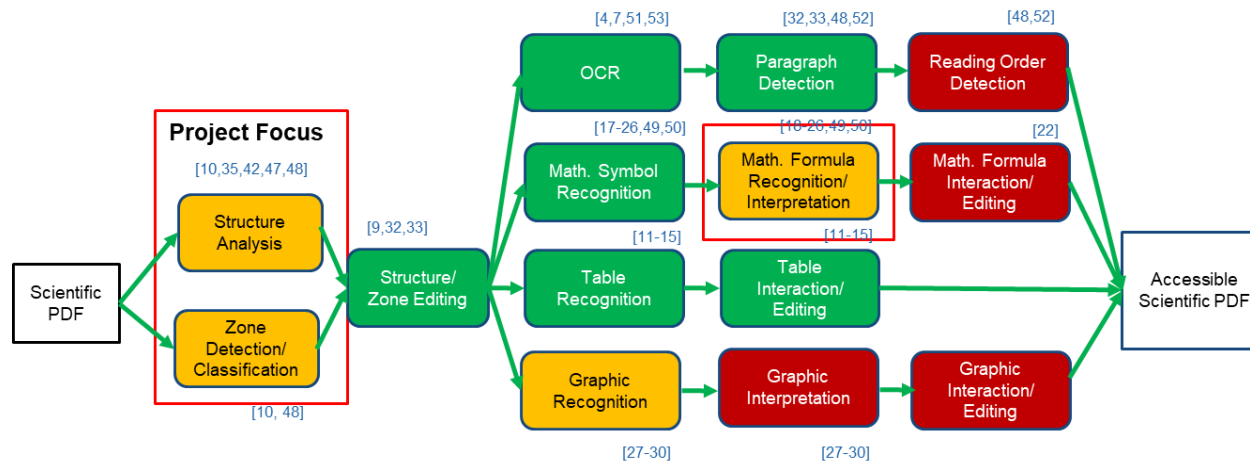 [4,7,51,53]
[32,33,48,52]
[48,52]
OCR
Paragraph
Detection
Reading Order
Detection
Project Focus
[10,35,42,47,48]
[17-26,49,50]
[18-26,49,50]
[22]
Math. Symbol
Recognition
Math. Formula
Recognition/
Interpretation
Math. Formula
Interaction/
Editing
Structure
Analysis
[9,32,33]
[11-15]
[11-15]
Scientific
PDF
Structure/
Zone Editing
Table
Recognition
Table
Interaction/
Editing
Accessible
Scientific PDF
Zone
Detection/
Classification
[10, 48]
Graphic
Recognition
Graphic
Interpretation
Graphic
Interaction/
Editing
[27-30]
[27-30]